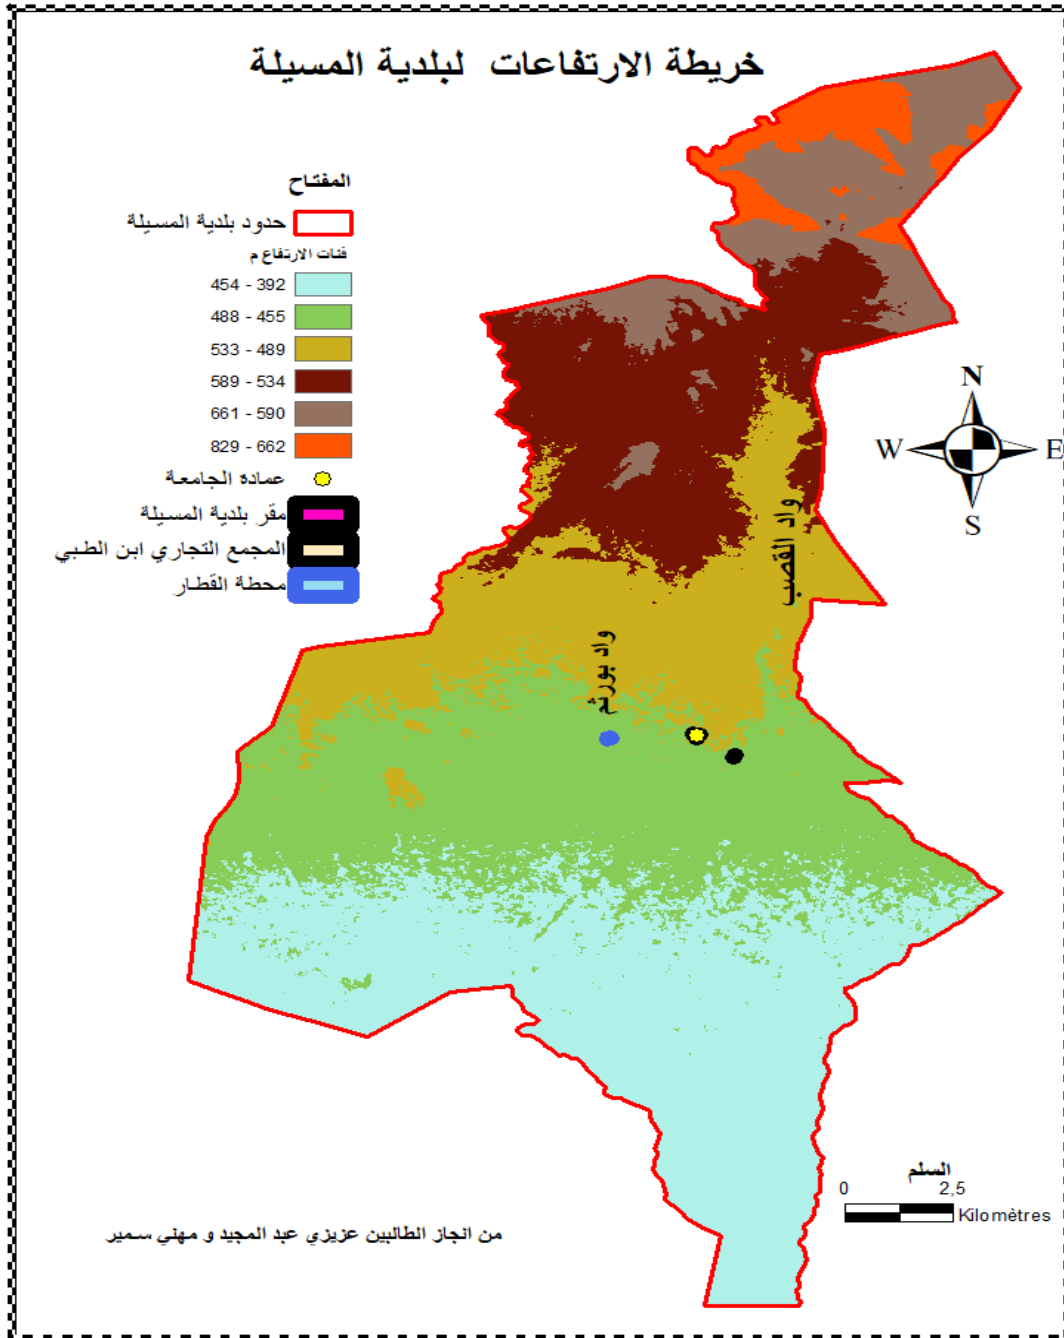 خريطة الارتفاعات لبلدية المسيلة
المفتاح
حدود بلدية المسيلة
فئات الارتفاع م
454 - 392
488 - 455
533 - 489
589 - 534
661 - 590
829 - 662
عمادة الجامعة
مقر بلدية المسيلة
المجمع التجاري ابن الطبي
محطة القطار
N
W
E
S
واد القصب
واد بورثم
السلم
0 2,5
Kilomètres
من انجاز الطالبين عزيزي عبد المجيد و مهني سمير